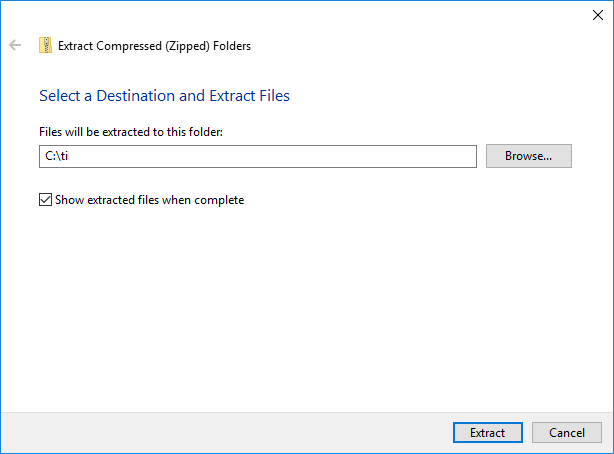 Extract Compressed (Zipped) Folders
Select a Destination and Extract Files
Files will be extracted to this folder:
C:\ti
Browse...
Show extracted files when complete
Extract
Cancel